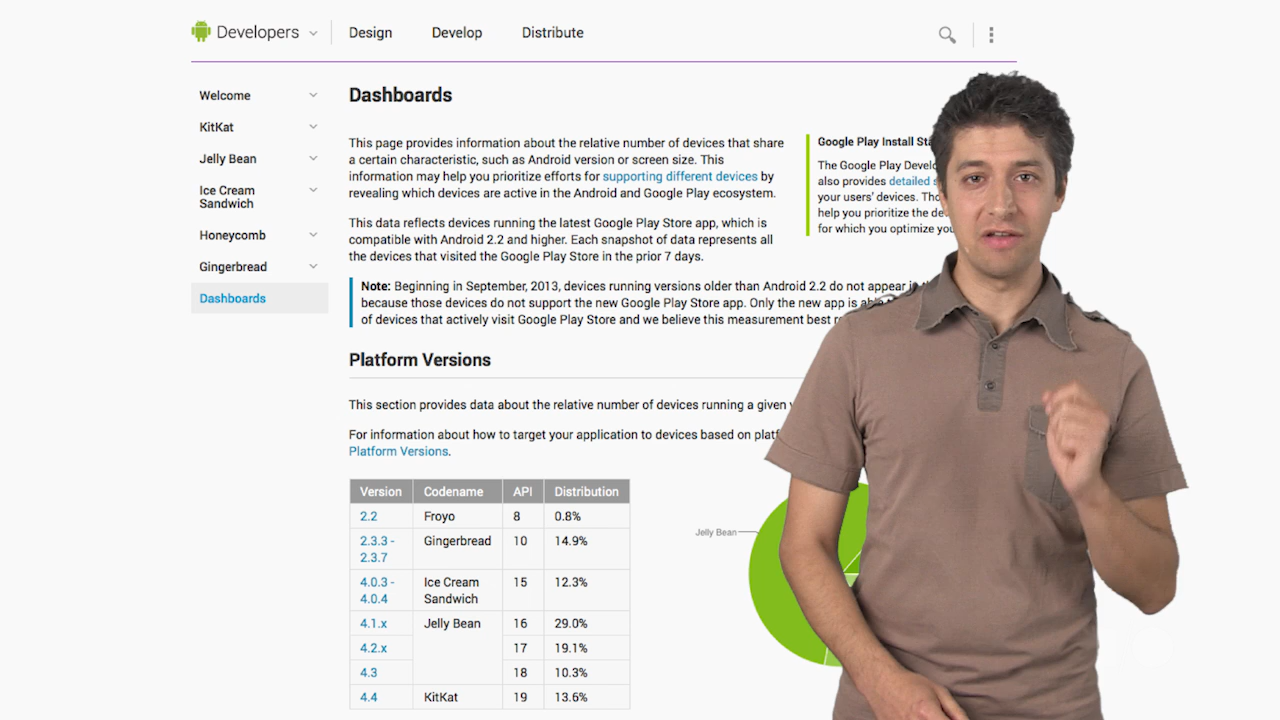 Developers Design Develop Distribute
Welcome
KitKat
Jelly Bean
Ice Cream
Sandwich
Honeycomb
Gingerbread
Dashboards
Dashboards
This page provides information about the relative number of devices that share
a certain characteristic, such as Android version or screen size. This
information may help you prioritize efforts for supporting different devices by
revealing which devices are active in the Android and Google Play ecosystem.
This data reflects devices running the latest Google Play Store app, which is
compatible with Android 2.2 and higher. Each snapshot of data represents all
the devices that visited the Google Play Store in the prior 7 days.
Google Play Install
The Google Play
also provides detailed
your users' devices.
help you prioritize the
for which you optimize
Note: Beginning in September, 2013, devices running versions older than Android 2.2 do not appear
because those devices do not support the new Google Play Store app. Only the new app is
of devices that actively visit Google Play Store and we believe this measurement best
Platform Versions
This section provides data about the relative number of devices running a given
For information about how to target your application to devices based on
Platform Versions.
Version Codename API Distribution
2.2 Froyo 8 0.8%
2.3.3 - Gingerbread 10 14.9%
2.3.7
4.0.3 - Ice Cream 15 12.3%
4.0.4 Sandwich
4.1.x Jelly Bean 16 29.0%
4.2.x 17 19.1%
4.3 18 10.3%
4.4 KitKat 19 13.6%
Jelly Bean